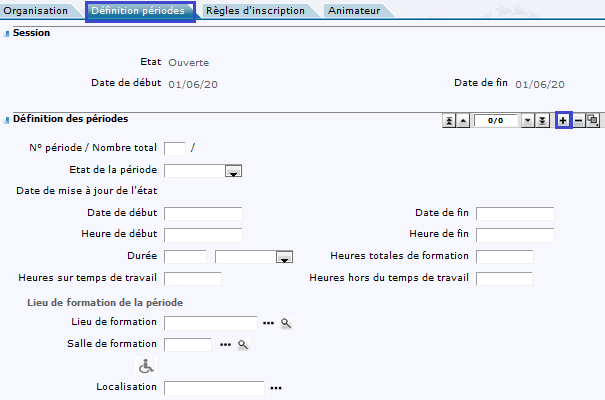 Organisation Définition périodes Règles d'inscription Animateur
Session
Etat Ouverte
Date de début 01/06/20 Date de fin 01/06/20
Définition des périodes 0/0
N° période / Nombre total /
Etat de la période
Date de mise à jour de l'état
Date de début Date de fin
Heure de début Heure de fin
Durée Heures totales de formation
Heures sur temps de travail Heures hors du temps de travail
Lieu de formation de la période
Lieu de formation
Salle de formation
Localisation